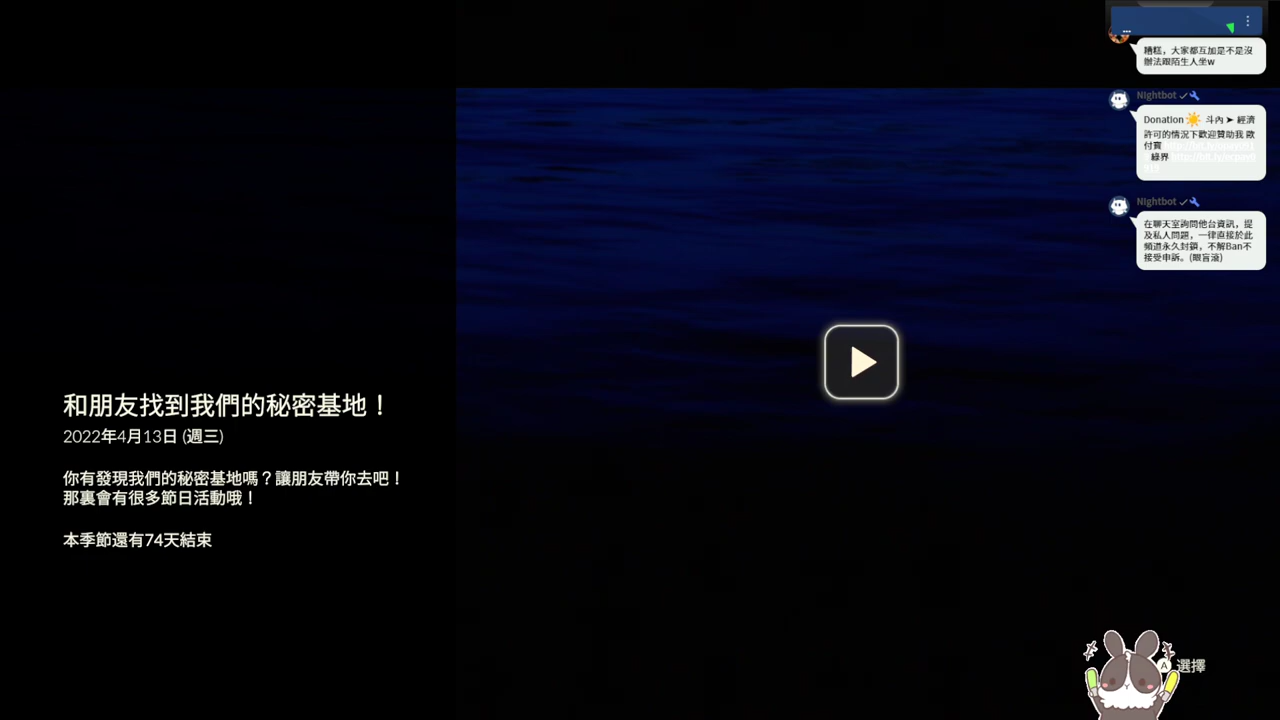 和朋友找到我們的秘密基地！
2022年4月13日 (週三)
你有發現我們的秘密基地嗎？讓朋友帶你去吧！
那裏會有很多節日活動哦！
本季節還有74天結束
糟糕，大家都互加是不是沒
辦法跟陌生人坐w
Nightbot
Donation ☀️ 斗內 ➤ 經濟
許可的情況下歡迎贊助我 歐
付寶
綠界
Nightbot
在聊天室詢問他台資訊，提
及私人問題，一律直接於此
頻道永久封鎖，不解Ban不
接受申訴。(眼盲滾)
A 選擇